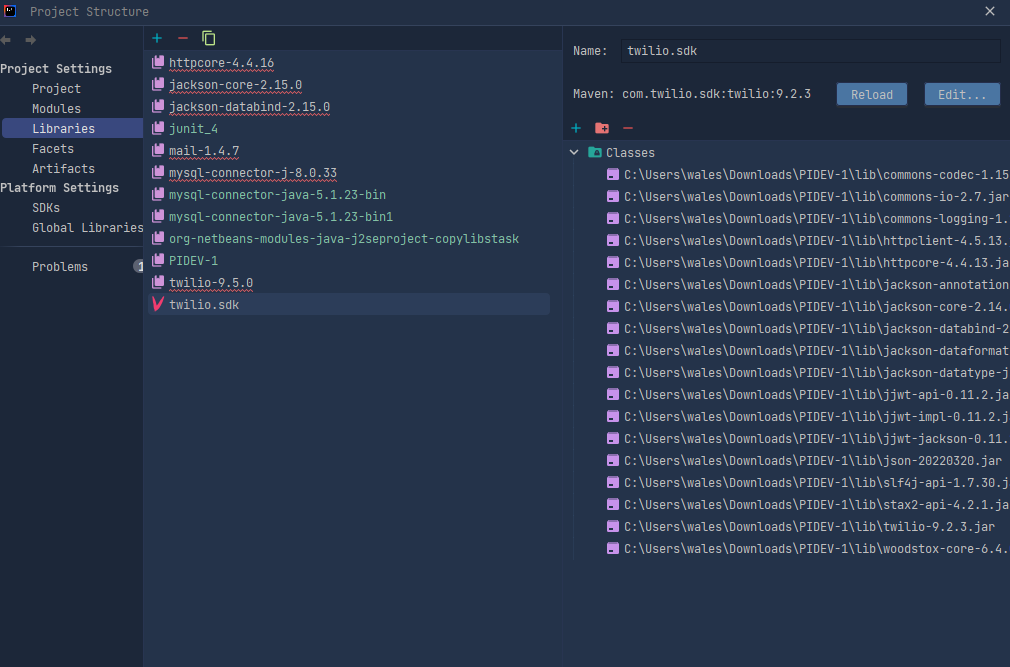 Project Structure
Project Settings
Project
Modules
Libraries
Facets
Artifacts
Platform Settings
SDKs
Global Libraries
Problems
1
httpcore-4.4.16
jackson-core-2.15.0
jackson-databind-2.15.0
junit_4
mail-1.4.7
mysql-connector-j-8.0.33
mysql-connector-java-5.1.23-bin
mysql-connector-java-5.1.23-bin1
org-netbeans-modules-java-j2seproject-copylibstask
PIDEV-1
twilio-9.5.0
twilio.sdk
Name: twilio.sdk
Maven: com.twilio.sdk:twilio:9.2.3 Reload Edit...
Classes
C:\Users\wales\Downloads\PIDEV-1\lib\commons-codec-1.15
C:\Users\wales\Downloads\PIDEV-1\lib\commons-io-2.7.jar
C:\Users\wales\Downloads\PIDEV-1\lib\commons-logging-1.
C:\Users\wales\Downloads\PIDEV-1\lib\httpclient-4.5.13.
C:\Users\wales\Downloads\PIDEV-1\lib\httpcore-4.4.13.ja
C:\Users\wales\Downloads\PIDEV-1\lib\jackson-annotation
C:\Users\wales\Downloads\PIDEV-1\lib\jackson-core-2.14.
C:\Users\wales\Downloads\PIDEV-1\lib\jackson-databind-2
C:\Users\wales\Downloads\PIDEV-1\lib\jackson-dataformat
C:\Users\wales\Downloads\PIDEV-1\lib\jackson-datatype-j
C:\Users\wales\Downloads\PIDEV-1\lib\jjwt-api-0.11.2.ja
C:\Users\wales\Downloads\PIDEV-1\lib\jjwt-impl-0.11.2.j
C:\Users\wales\Downloads\PIDEV-1\lib\jjwt-jackson-0.11.
C:\Users\wales\Downloads\PIDEV-1\lib\json-20220320.jar
C:\Users\wales\Downloads\PIDEV-1\lib\slf4j-api-1.7.30.j
C:\Users\wales\Downloads\PIDEV-1\lib\stax2-api-4.2.1.ja
C:\Users\wales\Downloads\PIDEV-1\lib\twilio-9.2.3.jar
C:\Users\wales\Downloads\PIDEV-1\lib\woodstox-core-6.4.